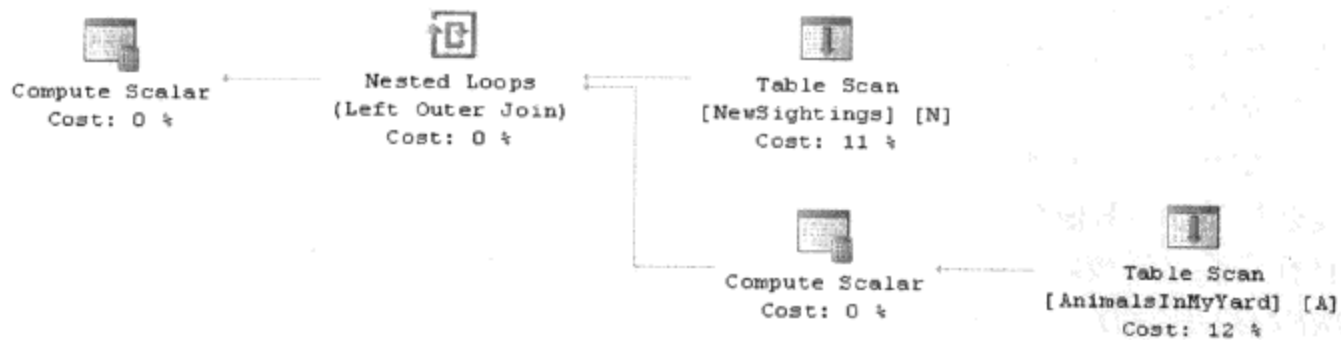 Compute Scalar
Cost: 0 %
Nested Loops
(Left Outer Join)
Cost: 0 %
Table Scan
[NewSightings] [N]
Cost: 11 %
Compute Scalar
Cost: 0 %
Table Scan
[AnimalsInMyYard] [A]
Cost: 12 %